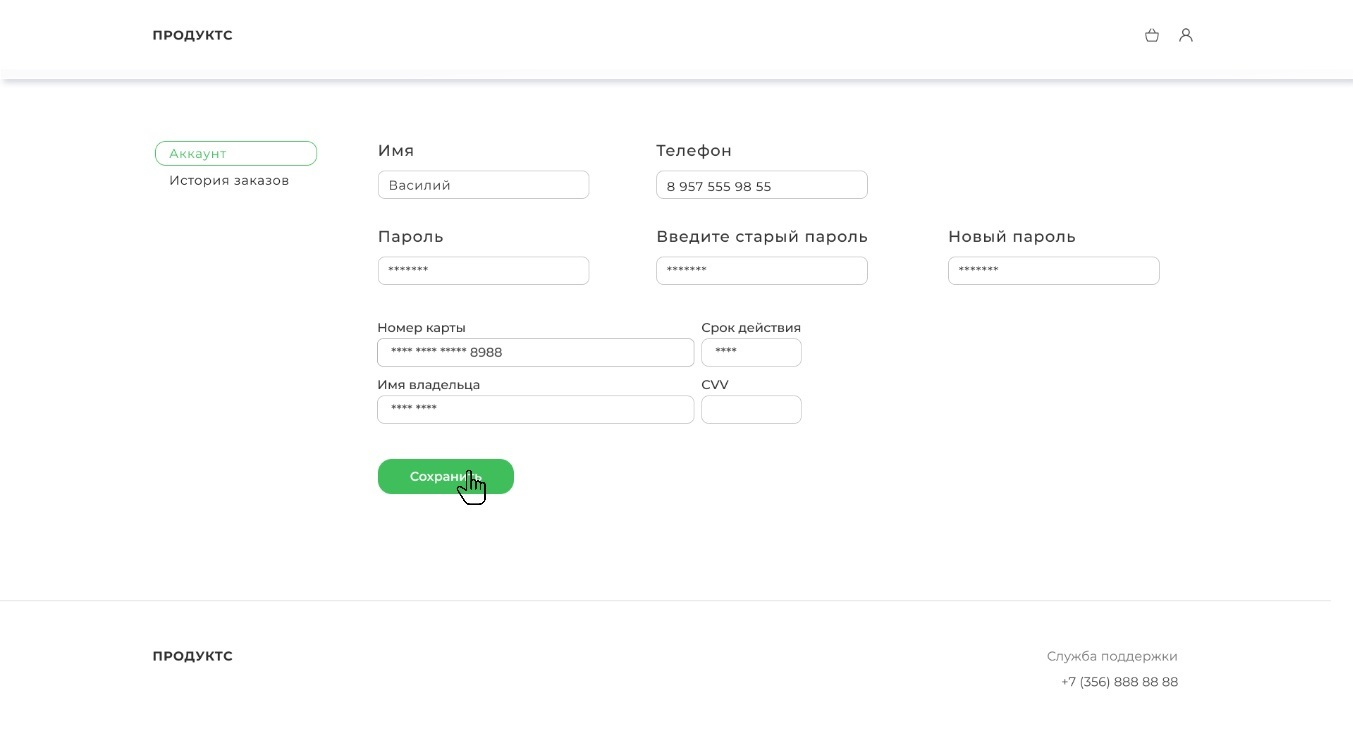 ПРОДУКТС
Аккаунт
История заказов
Имя
Телефон
Василий
8 957 555 98 55
Пароль
Введите старый пароль
Новый пароль
*******
*******
*******
Номер карты
Срок действия
**** **** ***** 8988
****
Имя владельца
CVV
**** ****
Сохранить
ПРОДУКТС
Служба поддержки
+7 (356) 888 88 88